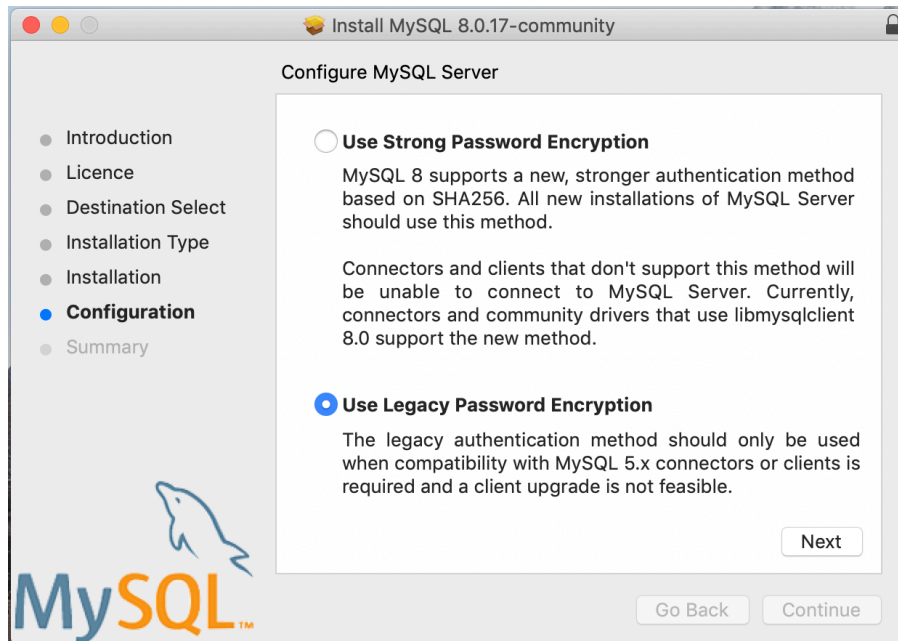 Install MySQL 8.0.17-community
Configure MySQL Server
Introduction
Licence
Destination Select
Installation Type
Installation
Configuration
Summary
Use Strong Password Encryption
MySQL 8 supports a new, stronger authentication method
based on SHA256. All new installations of MySQL Server
should use this method.
Connectors and clients that don't support this method will
be unable to connect to MySQL Server. Currently,
connectors and community drivers that use libmysqlclient
8.0 support the new method.
Use Legacy Password Encryption
The legacy authentication method should only be used
when compatibility with MySQL 5.x connectors or clients is
required and a client upgrade is not feasible.
Next
MySQL™
Go Back
Continue